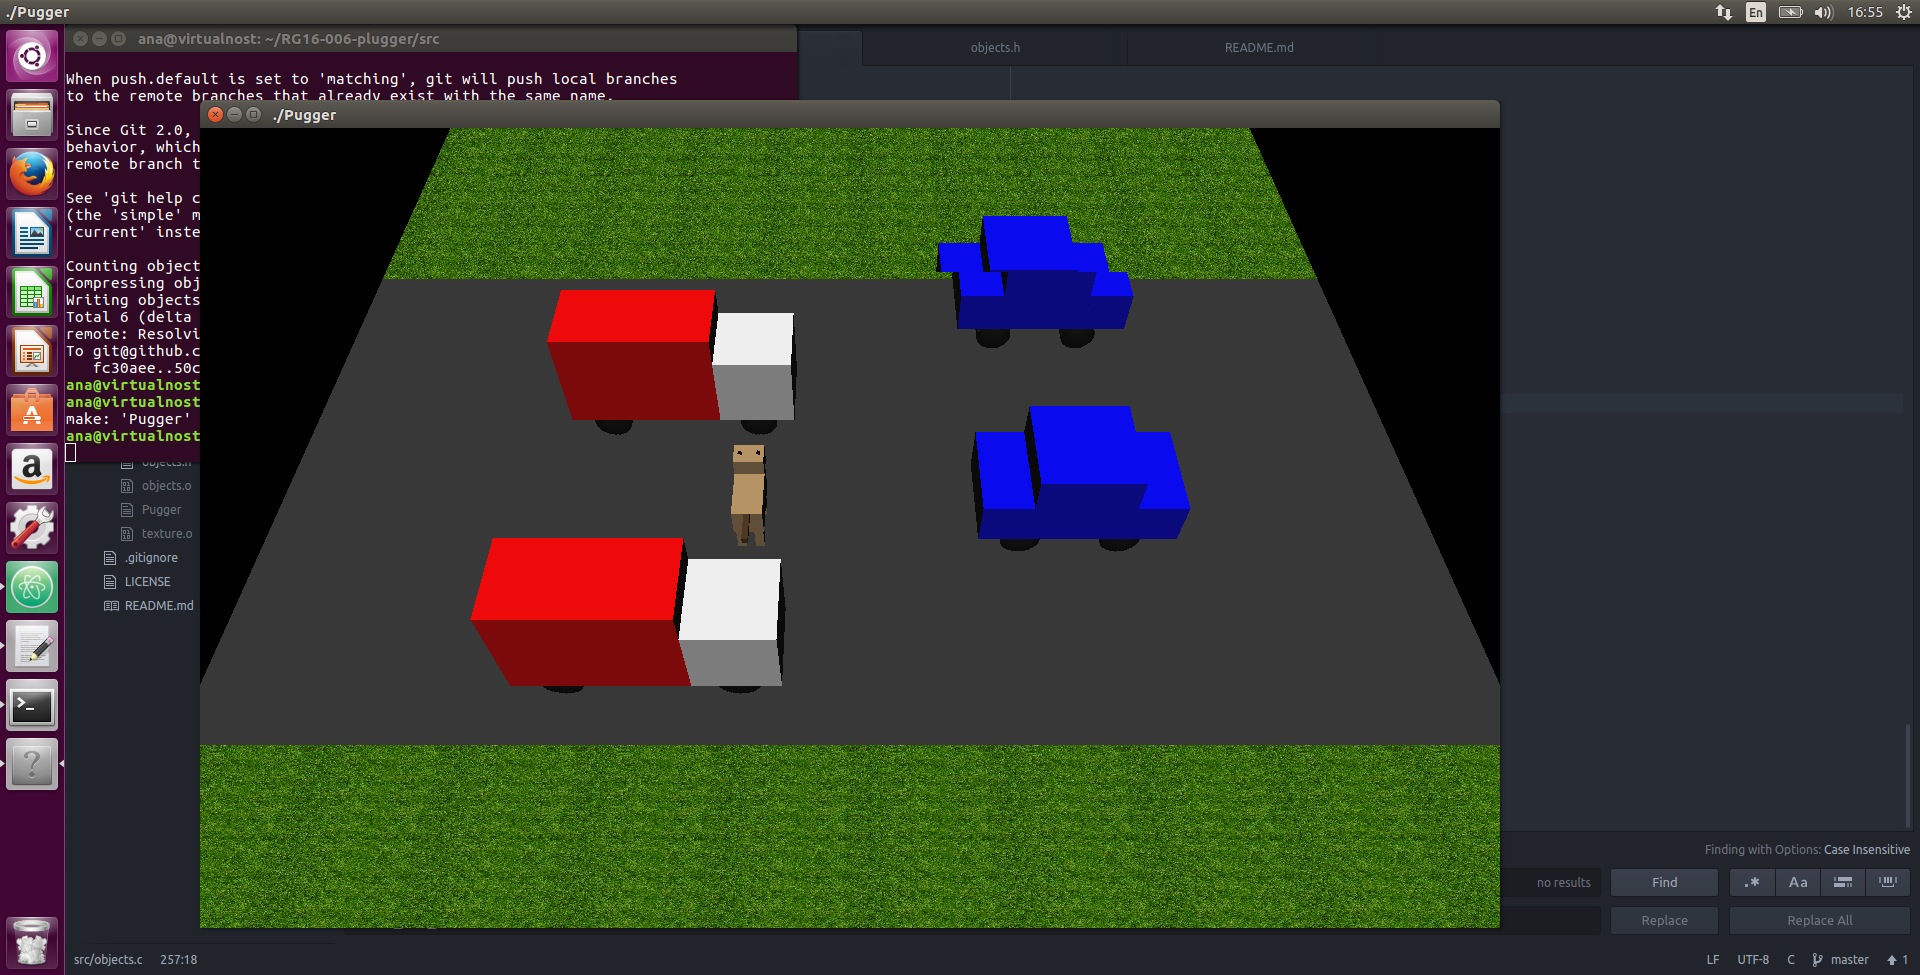 ./Pugger
En
16:55
ana@virtualnost: ~/RG16-006-plugger/src
objects.h
README.md
When push.default is set to 'matching', git will push local branches
to the remote branches that already exist with the same name.
./Pugger
Since Git 2.0,
behavior, which
remote branch t
See 'git help c
(the 'simple' m
'current' inste
Counting object
Compressing obj
Writing objects
Total 6 (delta
remote: Resolvi
To git@github.c
fc30aee..50c
ana@virtualnost
ana@virtualnost
make: 'Pugger'
ana@virtualnost
objects.h
objects.o
Pugger
texture.o
.gitignore
LICENSE
README.md
Finding with Options: Case Insensitive
no results
Find
.*
Aa
Replace
Replace All
src/objects.c
257:18
LF
UTF-8
C
master
1